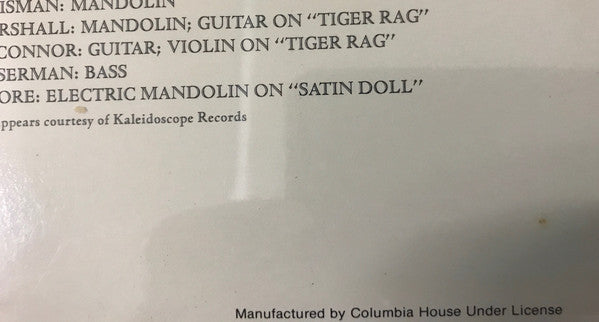 ISMAN: MANDOLIN
RSHALL: MANDOLIN; GUITAR ON “TIGER RAG”
CONNOR: GUITAR; VIOLIN ON “TIGER RAG”
SERMAN: BASS
ORE: ELECTRIC MANDOLIN ON “SATIN DOLL”
ppears courtesy of Kaleidoscope Records
Manufactured by Columbia House Under License